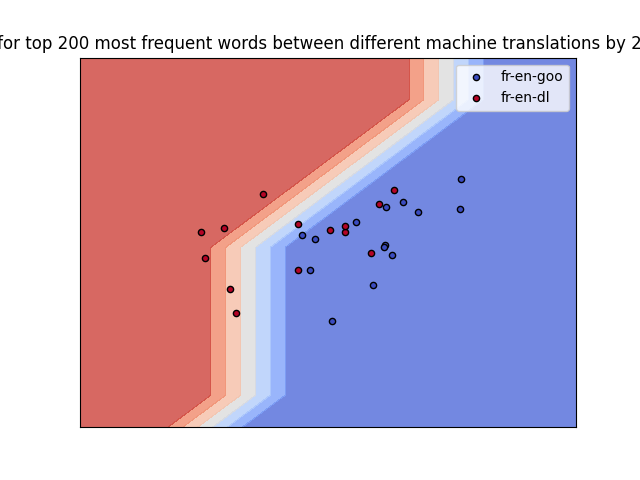 for top 200 most frequent words between different machine translations by 2
fr-en-goo
fr-en-dl